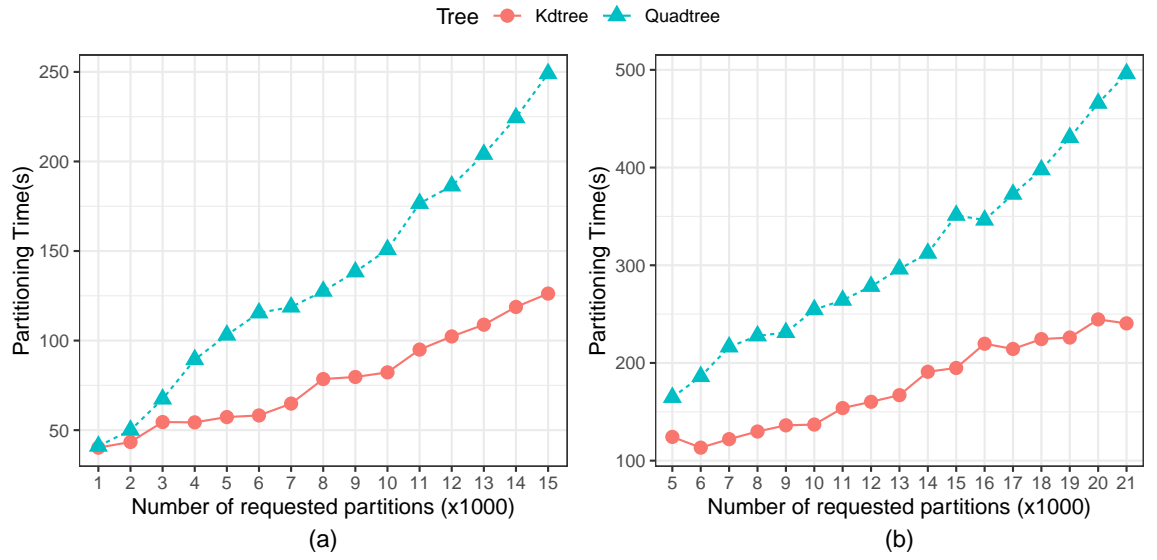 Tree Kdtree Quadtree
Partitioning Time(s)
250
200
150
100
50
1 2 3 4 5 6 7 8 9 10 11 12 13 14 15
Number of requested partitions (x1000)
(a)
Partitioning Time(s)
500
400
300
200
100
5 6 7 8 9 10 11 12 13 14 15 16 17 18 19 20 21
Number of requested partitions (x1000)
(b)